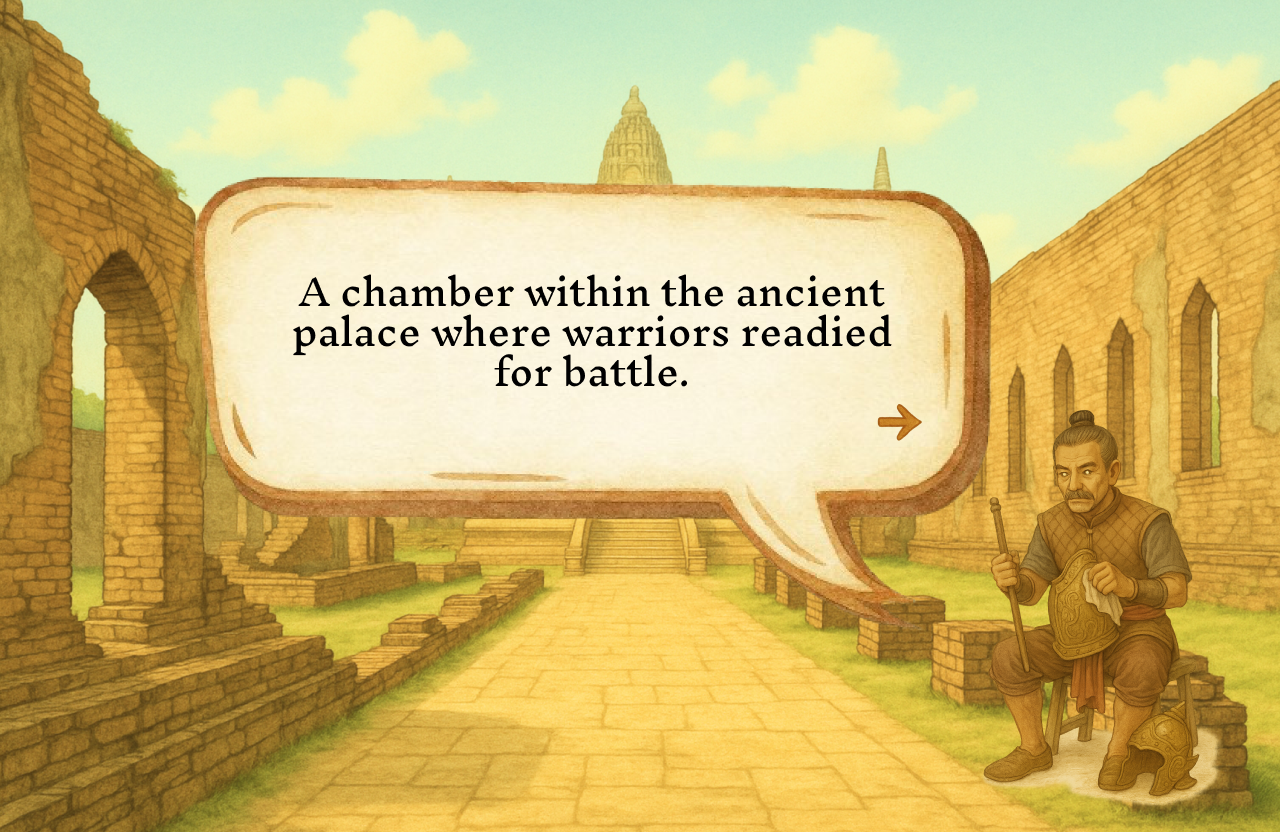 A chamber within the ancient
palace where warriors readied
for battle.